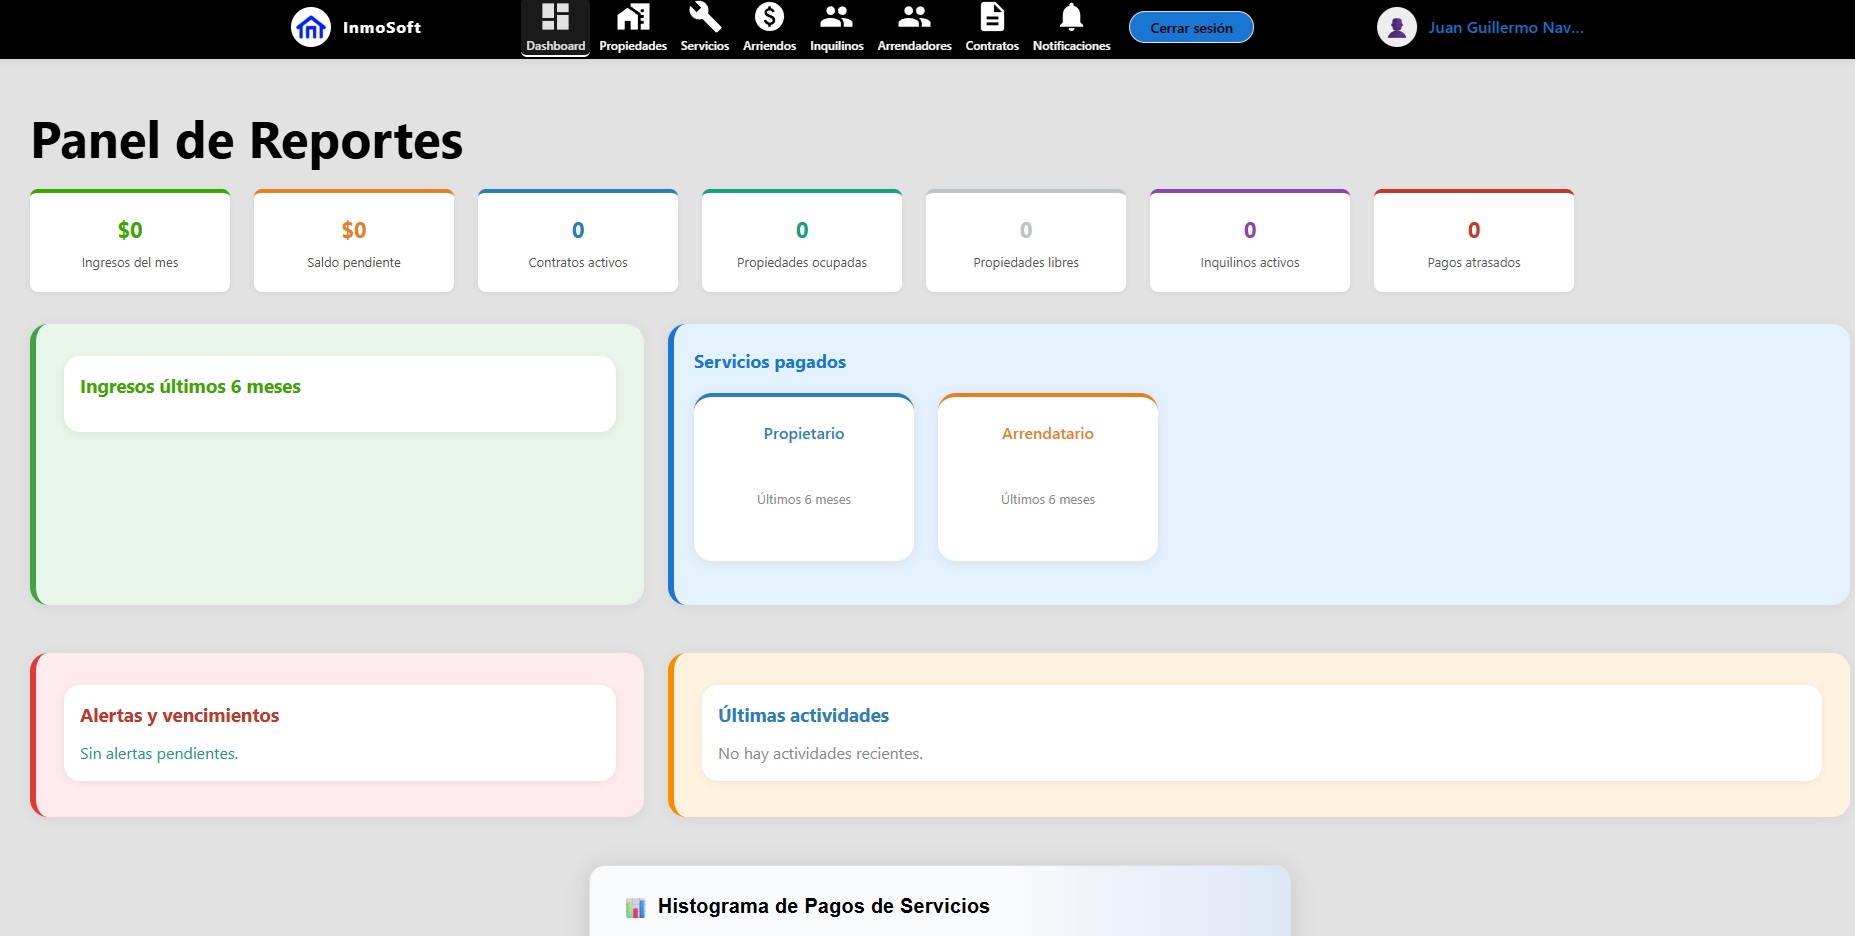 InmoSoft
Dashboard Propiedades Servicios Arriendos Inquilinos Arrendadores Contratos Notificaciones
Cerrar sesión
Juan Guillermo Nav...
Panel de Reportes
$0
Ingresos del mes
$0
Saldo pendiente
0
Contratos activos
0
Propiedades ocupadas
0
Propiedades libres
0
Inquilinos activos
0
Pagos atrasados
Ingresos últimos 6 meses
Servicios pagados
Propietario
Últimos 6 meses
Arrendatario
Últimos 6 meses
Alertas y vencimientos
Sin alertas pendientes.
Últimas actividades
No hay actividades recientes.
Histograma de Pagos de Servicios